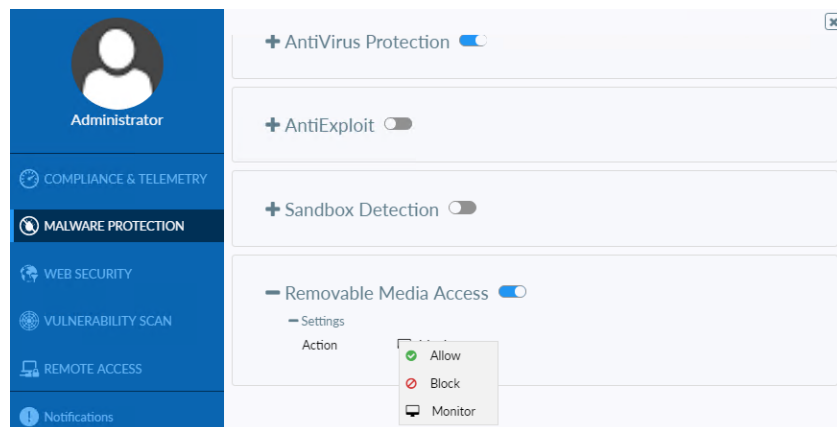 Administrator
COMPLIANCE & TELEMETRY
MALWARE PROTECTION
WEB SECURITY
VULNERABILITY SCAN
REMOTE ACCESS
Notifications
AntiVirus Protection
AntiExploit
Sandbox Detection
Removable Media Access
Settings
Action
Allow
Block
Monitor